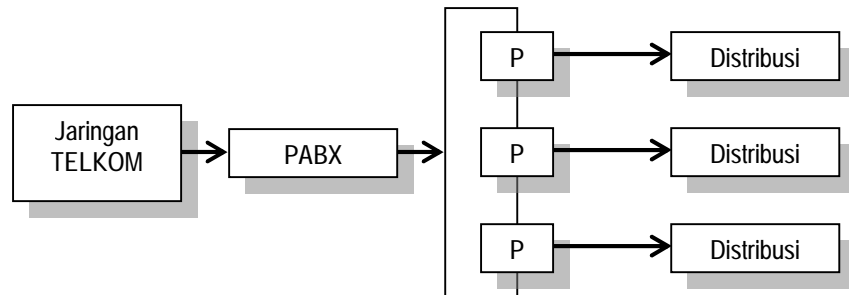 Jaringan
TELKOM
PABX
P
Distribusi
P
Distribusi
P
Distribusi